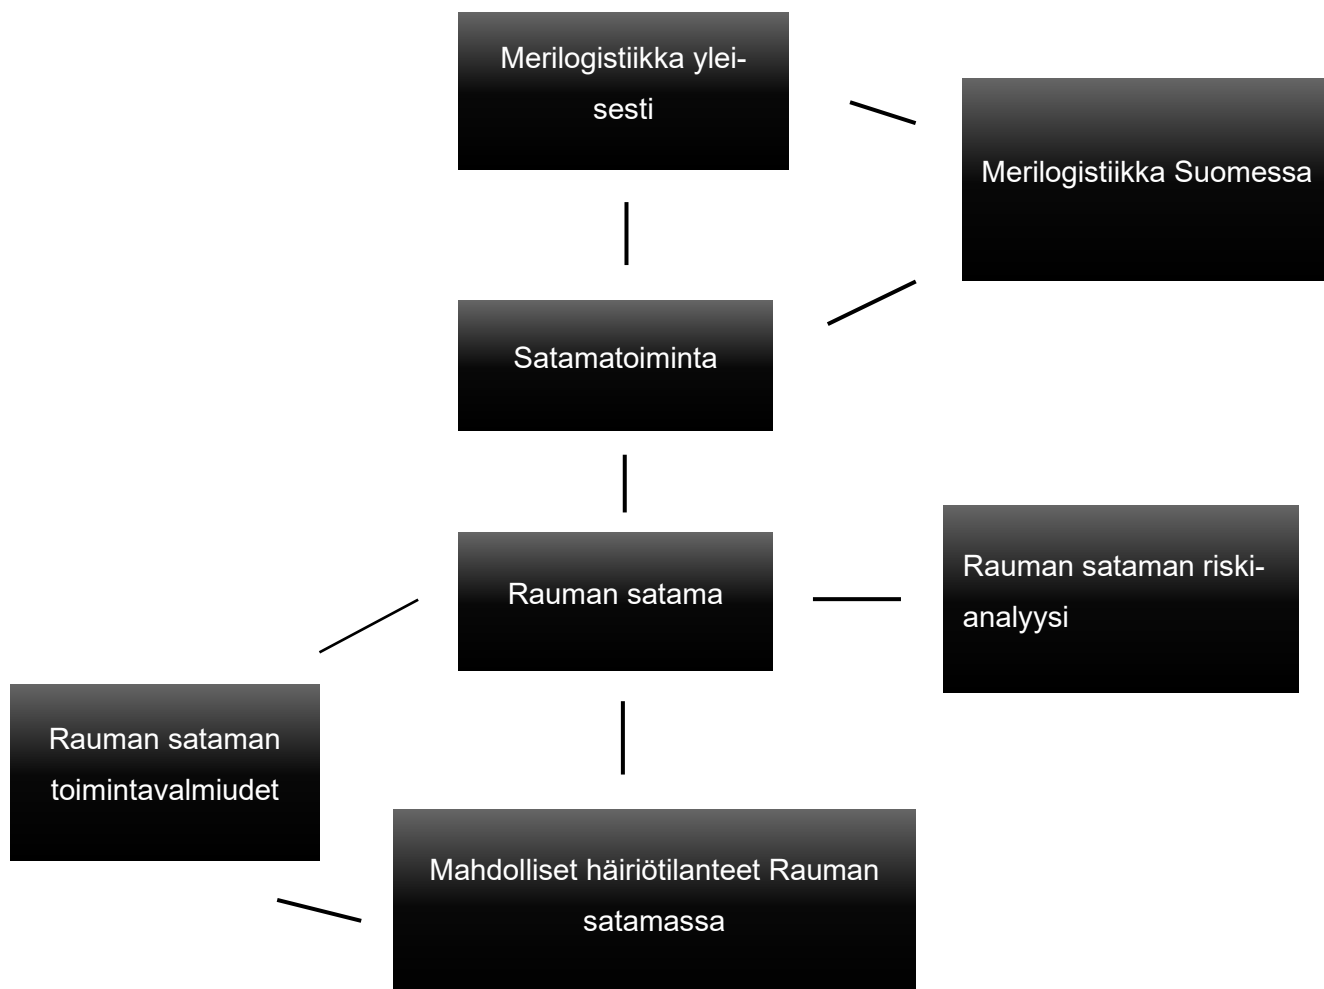 Merilogistiikka ylei-
sesti
Merilogistiikka Suomessa
Satamatoiminta
Rauman satama
Rauman sataman riski-
analyysi
Rauman sataman
toimintavalmiudet
Mahdolliset häiriötilanteet Rauman
satamassa